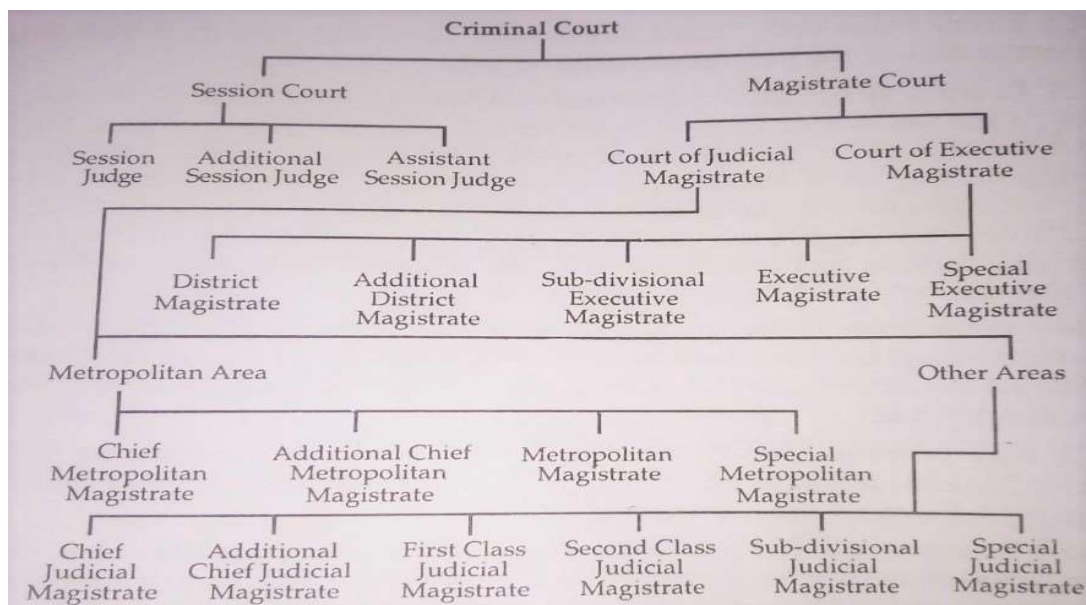 Criminal Court
Session Court
Magistrate Court
Session
Judge
Additional
Session Judge
Assistant
Session Judge
Court of Judicial
Magistrate
Court of Executive
Magistrate
District
Magistrate
Additional
District
Magistrate
Sub-divisional
Executive
Magistrate
Executive
Magistrate
Special
Executive
Magistrate
Metropolitan Area
Other Areas
Chief
Metropolitan
Magistrate
Additional Chief
Metropolitan
Magistrate
Metropolitan
Magistrate
Special
Metropolitan
Magistrate
Chief
Judicial
Magistrate
Additional
Chief Judicial
Magistrate
First Class
Judicial
Magistrate
Second Class
Judicial
Magistrate
Sub-divisional
Judicial
Magistrate
Special
Judicial
Magistrate